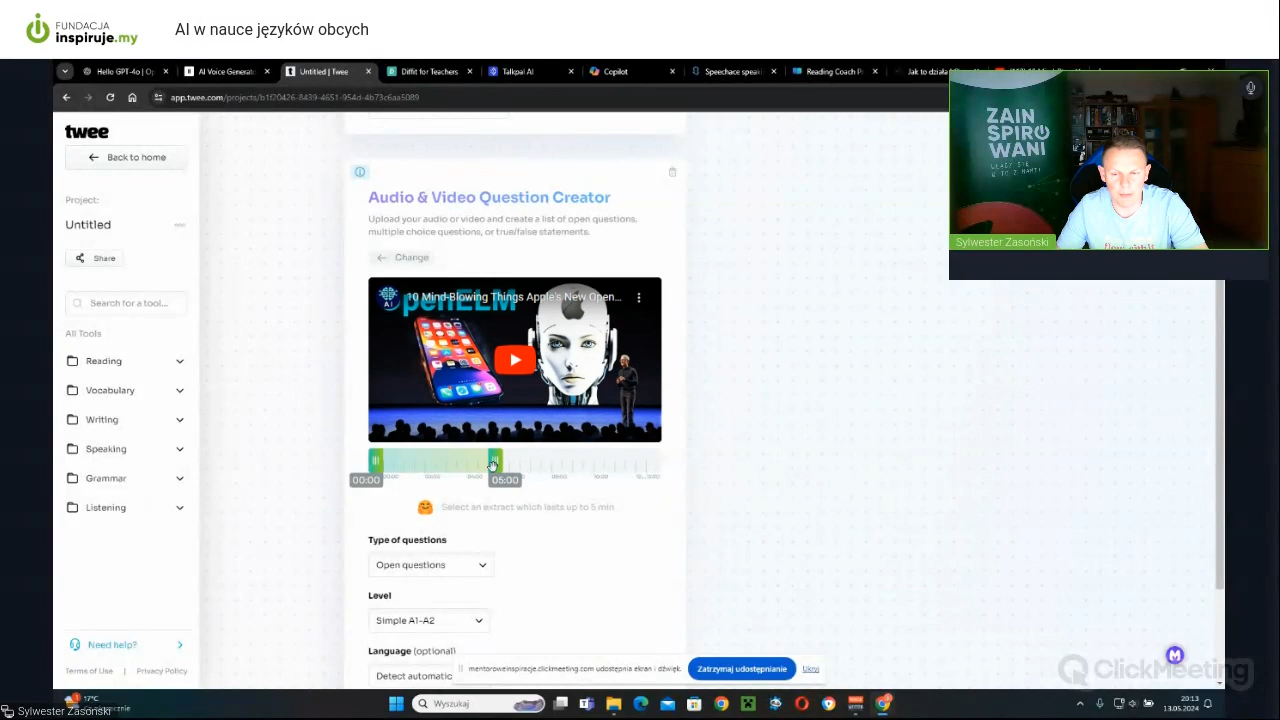 FUNDACJA
inspiruje.my
AI w nauce języków obcych
Hello GPT-4o | Op
AI Voice Generato
Untitled | Twee
Diffit for Teachers
Talkpal AI
Copilot
Speechace speak
Reading Coach P
Jak to działa
app.twee.com/projects/b1f20426-8439-4651-954d-4b73c6aa5089
ZAIN
SPIRO
WANI
Sylwester Zasoński
twee
Back to home
Project:
Untitled
Share
Search for a tool...
All Tools
Reading
Vocabulary
Writing
Speaking
Grammar
Listening
Need help?
Terms of Use | Privacy Policy
Audio & Video Question Creator
Upload your audio or video and create a list of open questions,
multiple choice questions, or true/false statements.
Change
10 Mind-Blowing Things Apple's New Open...
penELM
AI
00:00
05:00
Select an extract which lasts up to 5 min
Type of questions
Open questions
Level
Simple A1-A2
Language (optional)
Detect automatic
mentoroweinspiracje.clickmeeting.com udostępnia ekran i dźwięk.
Zatrzymaj udostępnianie
Ukryj
ClickMeeting
17°C
Wyszukaj
20:13
13.05.2024
Sylwester Zasoński